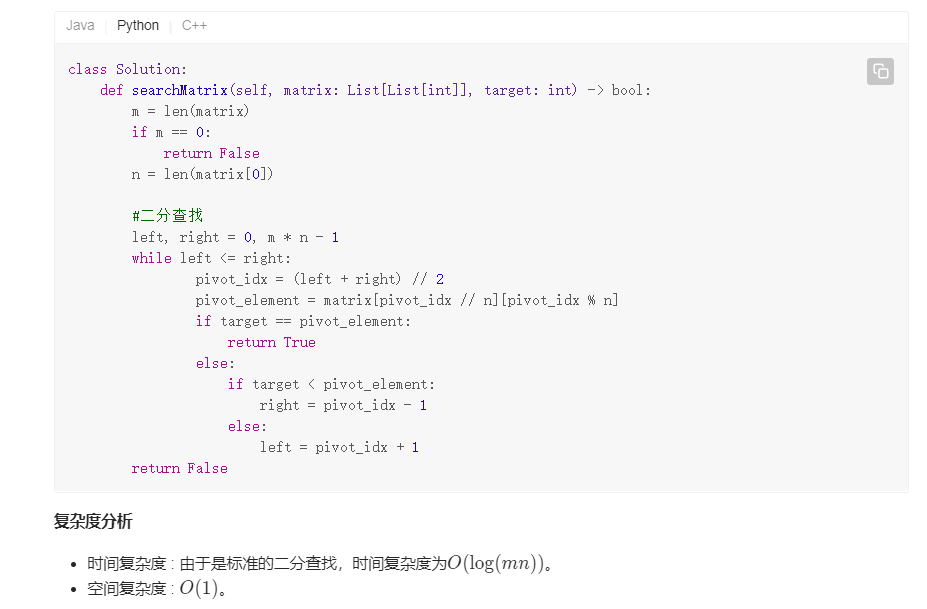 Java Python C++
class Solution:
    def searchMatrix(self, matrix: List[List[int]], target: int) -> bool:
        m = len(matrix)
        if m == 0:
            return False
        n = len(matrix[0])
        #二分查找
        left, right = 0, m * n - 1
        while left <= right:
                pivot_idx = (left + right) // 2
                pivot_element = matrix[pivot_idx // n][pivot_idx % n]
                if target == pivot_element:
                    return True
                else:
                    if target < pivot_element:
                        right = pivot_idx - 1
                    else:
                        left = pivot_idx + 1
        return False
复杂度分析
• 时间复杂度 : 由于是标准的二分查找，时间复杂度为O(log(mn))。
• 空间复杂度 : O(1)。